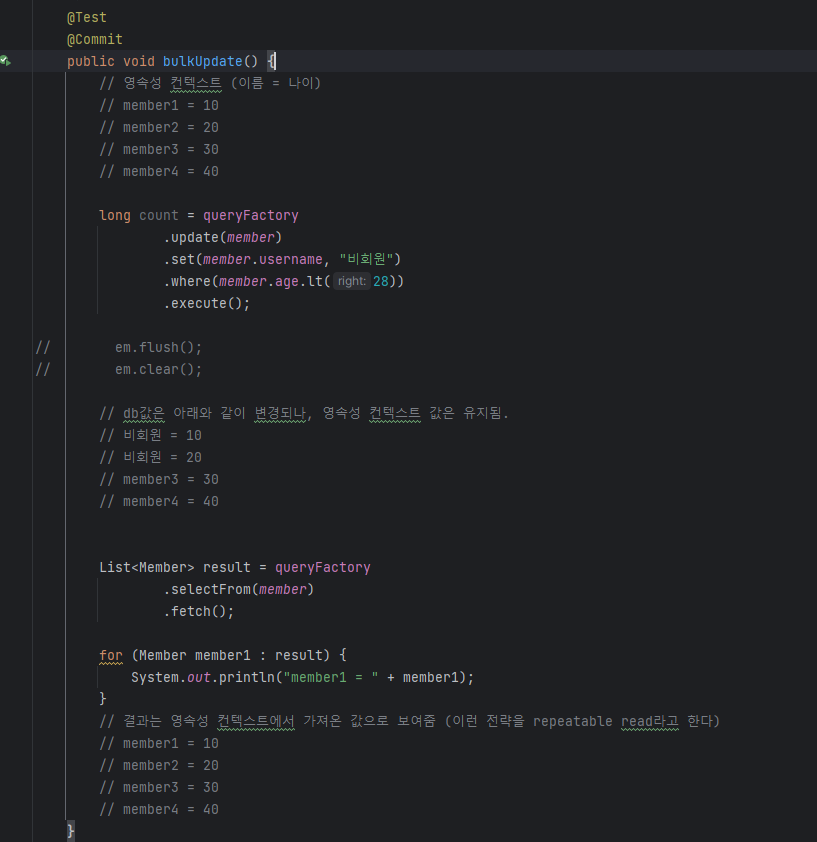 @Test
@Commit
public void bulkUpdate() {
// 영속성 컨텍스트 (이름 = 나이)
// member1 = 10
// member2 = 20
// member3 = 30
// member4 = 40
long count = queryFactory
.update(member)
.set(member.username, "비회원")
.where(member.age.lt( right: 28))
.execute();
// em.flush();
// em.clear();
// db값은 아래와 같이 변경되나, 영속성 컨텍스트 값은 유지됨.
// 비회원 = 10
// 비회원 = 20
// member3 = 30
// member4 = 40
List<Member> result = queryFactory
.selectFrom(member)
.fetch();
for (Member member1 : result) {
System.out.println("member1 = " + member1);
}
// 결과는 영속성 컨텍스트에서 가져온 값으로 보여줌 (이런 전략을 repeatable read라고 한다)
// member1 = 10
// member2 = 20
// member3 = 30
// member4 = 40
}